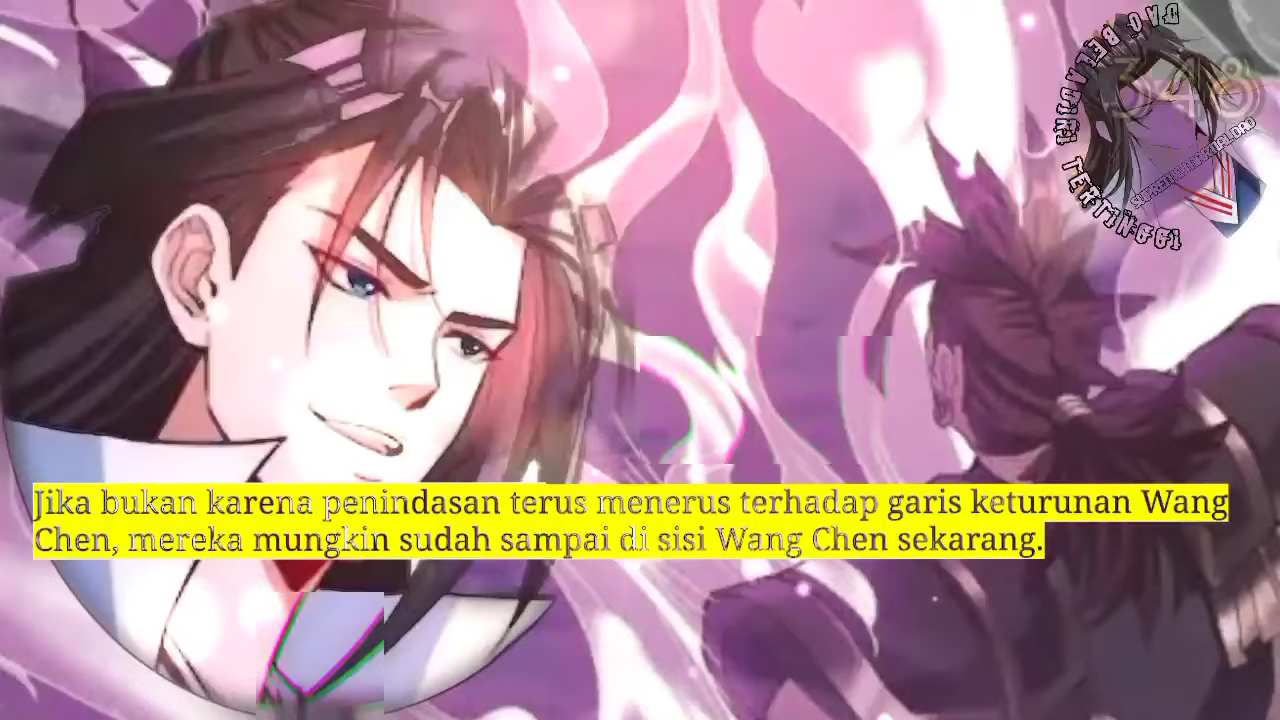 348
Jika bukan karena penindasan terus menerus terhadap garis keturunan Wang
Chen, mereka mungkin sudah sampai di sisi Wang Chen sekarang.